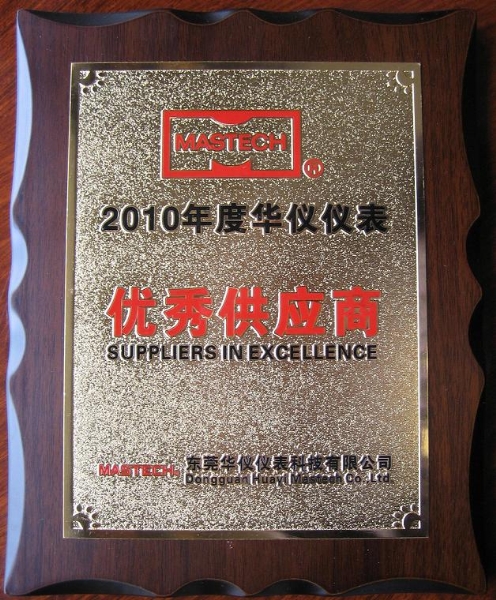 MASTECH®
2010年度华仪仪表
优秀供应商
SUPPLIERS IN EXCELLENCE
MASTECH® 东莞华仪仪表科技有限公司
Dongguan Huayi Mastech Co.,Ltd.